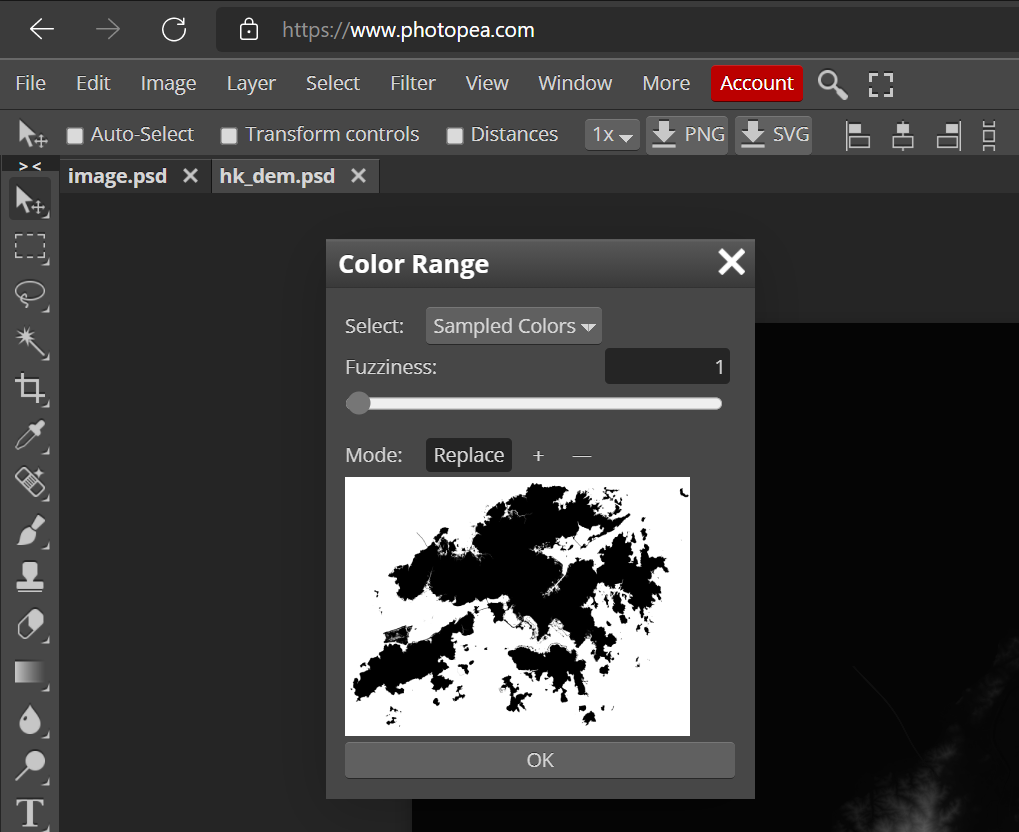 https://www.photopea.com
File Edit Image Layer Select Filter View Window More Account
Auto-Select Transform controls Distances 1x PNG SVG
> <
image.psd hk_dem.psd
Color Range
Select: Sampled Colors
Fuzziness: 1
Mode: Replace + —
OK
T